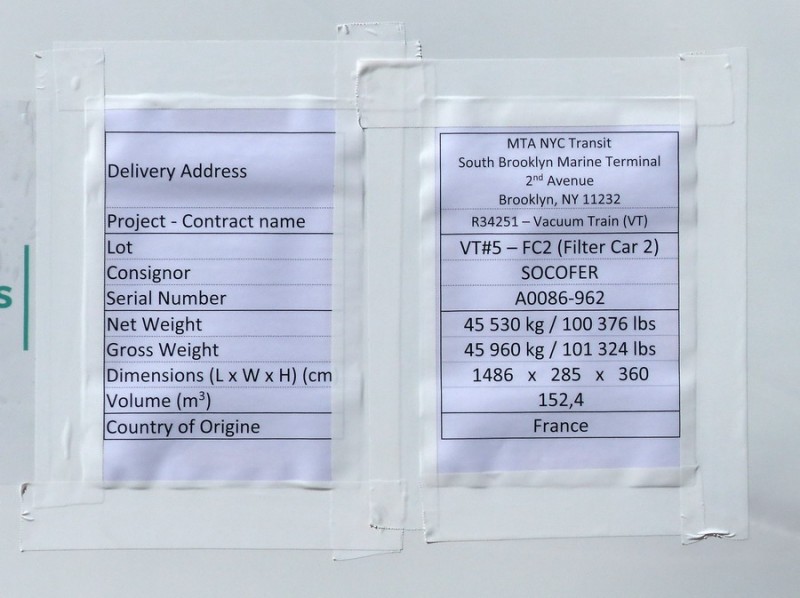 s
Delivery Address
MTA NYC Transit
South Brooklyn Marine Terminal
2nd Avenue
Brooklyn, NY 11232
Project - Contract name R34251 – Vacuum Train (VT)
Lot VT#5 – FC2 (Filter Car 2)
Consignor SOCOFER
Serial Number A0086-962
Net Weight 45 530 kg / 100 376 lbs
Gross Weight 45 960 kg / 101 324 lbs
Dimensions (L x W x H) (cm 1486 x 285 x 360
Volume (m³) 152,4
Country of Origine France